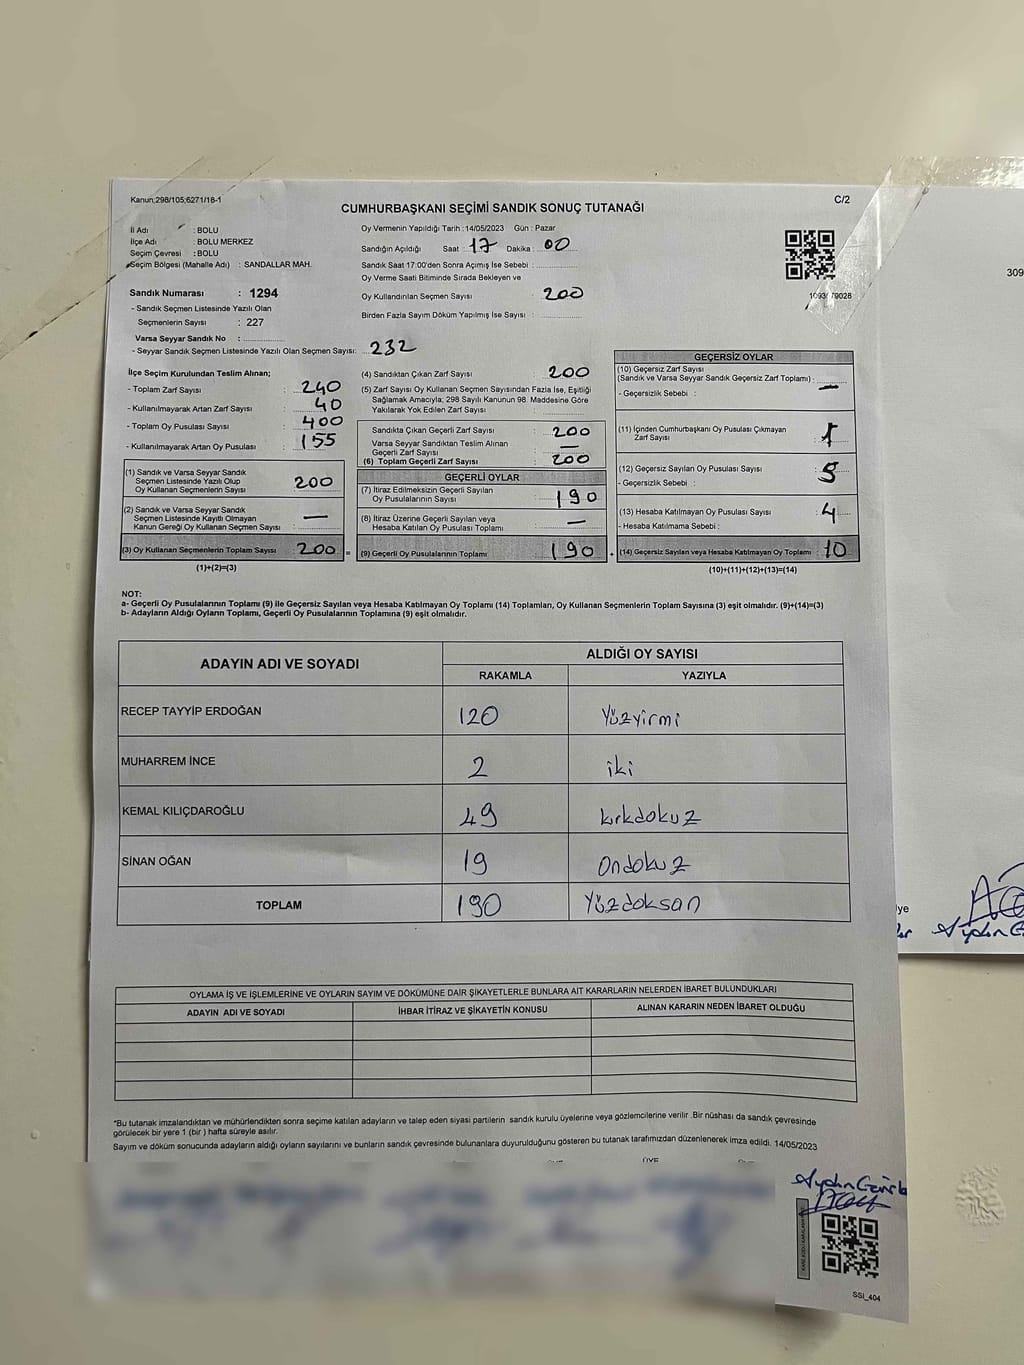 Kanun;298/105;6271/18-1
C/2
CUMHURBAŞKANI SEÇİMİ SANDIK SONUÇ TUTANAĞI
İl Adı : BOLU
İlçe Adı : BOLU MERKEZ
Seçim Çevresi : BOLU
Seçim Bölgesi (Mahalle Adı) : SANDALLAR MAH.
Sandık Numarası : 1294
- Sandık Seçmen Listesinde Yazılı Olan
Seçmenlerin Sayısı : 227
Varsa Seyyar Sandık No :
- Seyyar Sandık Seçmen Listesinde Yazılı Olan Seçmen Sayısı: 232
Oy Vermenin Yapıldığı Tarih :14/05/2023 Gün : Pazar
Sandığın Açıldığı Saat : 17 Dakika : 00
Sandık Saat 17:00'den Sonra Açımış İse Sebebi :
Oy Verme Saati Bitiminde Sırada Bekleyen ve
Oy Kullandırılan Seçmen Sayısı : 200
Birden Fazla Sayım Döküm Yapılmış İse Sayısı :
309
İlçe Seçim Kurulundan Teslim Alınan;
- Toplam Zarf Sayısı : 240
- Kullanılmayarak Artan Zarf Sayısı : 40
- Toplam Oy Pusulası Sayısı : 400
- Kullanılmayarak Artan Oy Pusulası : 155
(1) Sandık ve Varsa Seyyar Sandık
Seçmen Listesinde Yazılı Olup
Oy Kullanan Seçmenlerin Sayısı 200
(2) Sandık ve Varsa Seyyar Sandık
Seçmen Listesinde Kayıtlı Olmayan
Kanun Gereği Oy Kullanan Seçmen Sayısı : —
(3) Oy Kullanan Seçmenlerin Toplam Sayısı 200
(1)+(2)=(3)
=
(4) Sandıktan Çıkan Zarf Sayısı : 200
(5) Zarf Sayısı Oy Kullanan Seçmen Sayısından Fazla İse, Eşitliği
Sağlamak Amacıyla; 298 Sayılı Kanunun 98. Maddesine Göre
Yakılarak Yok Edilen Zarf Sayısı :
Sandıkta Çıkan Geçerli Zarf Sayısı : 200
Varsa Seyyar Sandıktan Teslim Alınan
Geçerli Zarf Sayısı : —
(6) Toplam Geçerli Zarf Sayısı : 200
GEÇERLİ OYLAR
(7) İtiraz Edilmeksizin Geçerli Sayılan
Oy Pusulalarının Sayısı : 190
(8) İtiraz Üzerine Geçerli Sayılan veya
Hesaba Katılan Oy Pusulası Toplamı : —
(9) Geçerli Oy Pusulalarının Toplamı : 190
+
GEÇERSİZ OYLAR
(10) Geçersiz Zarf Sayısı
(Sandık ve Varsa Seyyar Sandık Geçersiz Zarf Toplamı) :
- Geçersizlik Sebebi : —
(11) İçinden Cumhurbaşkanı Oy Pusulası Çıkmayan
Zarf Sayısı : 1
(12) Geçersiz Sayılan Oy Pusulası Sayısı : 5
- Geçersizlik Sebebi :
(13) Hesaba Katılmayan Oy Pusulası Sayısı : 4
- Hesaba Katılmama Sebebi :
(14) Geçersiz Sayılan veya Hesaba Katılmayan Oy Toplamı : 10
(10)+(11)+(12)+(13)=(14)
NOT:
a- Geçerli Oy Pusulalarının Toplamı (9) ile Geçersiz Sayılan veya Hesaba Katılmayan Oy Toplamı (14) Toplamları, Oy Kullanan Seçmenlerin Toplam Sayısına (3) eşit olmalıdır. (9)+(14)=(3)
b- Adayların Aldığı Oyların Toplamı, Geçerli Oy Pusulalarının Toplamına (9) eşit olmalıdır.
ADAYIN ADI VE SOYADI
ALDIĞI OY SAYISI
RAKAMLA YAZIYLA
RECEP TAYYİP ERDOĞAN 120 Yüzyirmi
MUHARREM İNCE 2 iki
KEMAL KILIÇDAROĞLU 49 kırkdokuz
SİNAN OĞAN 19 Ondokuz
TOPLAM 190 Yüzdoksan
OYLAMA İŞ VE İŞLEMLERİNE VE OYLARIN SAYIM VE DÖKÜMÜNE DAİR ŞİKAYETLERLE BUNLARA AİT KARARLARIN NELERDEN İBARET BULUNDUKLARI
ADAYIN ADI VE SOYADI İHBAR İTİRAZ VE ŞİKAYETİN KONUSU ALINAN KARARIN NEDEN İBARET OLDUĞU
*Bu tutanak imzalandıktan ve mühürlendikten sonra seçime katılan adayların ve talep eden siyasi partilerin sandık kurulu üyelerine veya gözlemcilerine verilir .Bir nüshası da sandık çevresinde
görülecek bir yere 1 (bir ) hafta süreyle asılır.
Sayım ve döküm sonucunda adayların aldığı oyların sayılarını ve bunların sandık çevresinde bulunanlara duyurulduğunu gösteren bu tutanak tarafımızdan düzenlenerek imza edildi. 14/05/2023
SSI_404